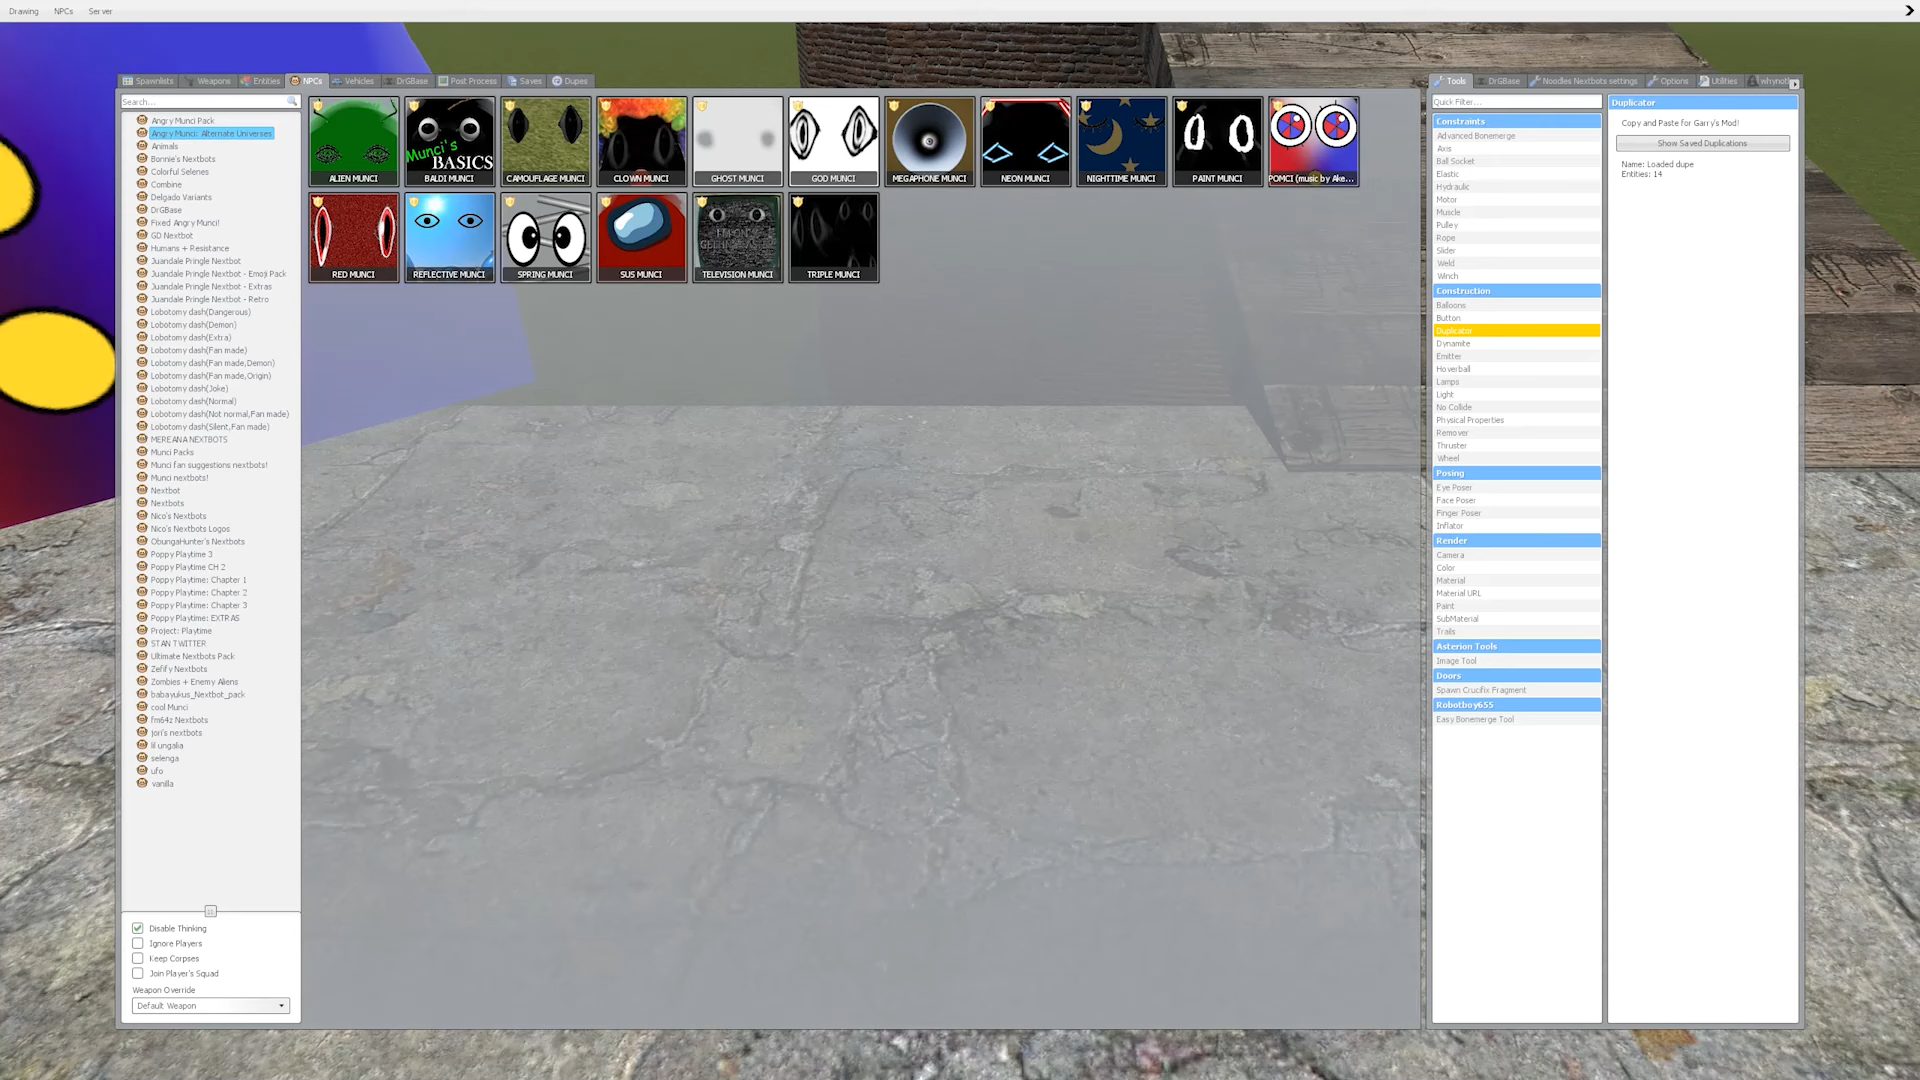 Drawing NPCs Server
Spawnlists Weapons Entities NPCs Vehicles DrGBase Post Process Saves Dupes
Search...
Angry Munci Pack
Angry Munci: Alternate Universes
Animals
Bonnie's Nextbots
Colorful Selenes
Combine
Delgado Variants
DrGBase
Fixed Angry Munci!
GD Nextbot
Humans + Resistance
Juandale Pringle Nextbot
Juandale Pringle Nextbot - Emoji Pack
Juandale Pringle Nextbot - Extras
Juandale Pringle Nextbot - Retro
Lobotomy dash(Dangerous)
Lobotomy dash(Demon)
Lobotomy dash(Extra)
Lobotomy dash(Fan made)
Lobotomy dash(Fan made,Demon)
Lobotomy dash(Fan made,Origin)
Lobotomy dash(Joke)
Lobotomy dash(Normal)
Lobotomy dash(Not normal,Fan made)
Lobotomy dash(Silent,Fan made)
MEREANA NEXTBOTS
Munci Packs
Munci fan suggestions nextbots!
Munci nextbots!
Nextbot
Nextbots
Nico's Nextbots
Nico's Nextbots Logos
ObungaHunter's Nextbots
Poppy Playtime 3
Poppy Playtime CH 2
Poppy Playtime: Chapter 1
Poppy Playtime: Chapter 2
Poppy Playtime: Chapter 3
Poppy Playtime: EXTRAS
Project: Playtime
STAN TWITTER
Ultimate Nextbots Pack
Zefify Nextbots
Zombies + Enemy Aliens
babayukus_Nextbot_pack
cool Munci
fm64z Nextbots
jori's nextbots
lil ungalia
selenga
ufo
vanilla
Disable Thinking
Ignore Players
Keep Corpses
Join Player's Squad
Weapon Override
Default Weapon
Munci's
BASICS
ALIEN MUNCI BALDI MUNCI CAMOUFLAGE MUNCI CLOWN MUNCI GHOST MUNCI GOD MUNCI MEGAPHONE MUNCI NEON MUNCI NIGHTTIME MUNCI PAINT MUNCI POMCI (music by Ake...
RED MUNCI REFLECTIVE MUNCI SPRING MUNCI SUS MUNCI TELEVISION MUNCI TRIPLE MUNCI
Tools DrGBase Noodles Nextbots settings Options Utilities
Quick Filter...
Constraints
Advanced Bonemerge
Axis
Ball Socket
Elastic
Hydraulic
Motor
Muscle
Pulley
Rope
Slider
Weld
Winch
Construction
Balloons
Button
Duplicator
Dynamite
Emitter
Hoverball
Lamps
Light
No Collide
Physical Properties
Remover
Thruster
Wheel
Posing
Eye Poser
Face Poser
Finger Poser
Inflator
Render
Camera
Color
Material
Material URL
Paint
SubMaterial
Trails
Asterion Tools
Image Tool
Doors
Spawn Crucifix Fragment
Robotboy655
Easy Bonemerge Tool
Duplicator
Copy and Paste for Garry's Mod!
Show Saved Duplications
Name: Loaded dupe
Entities: 14